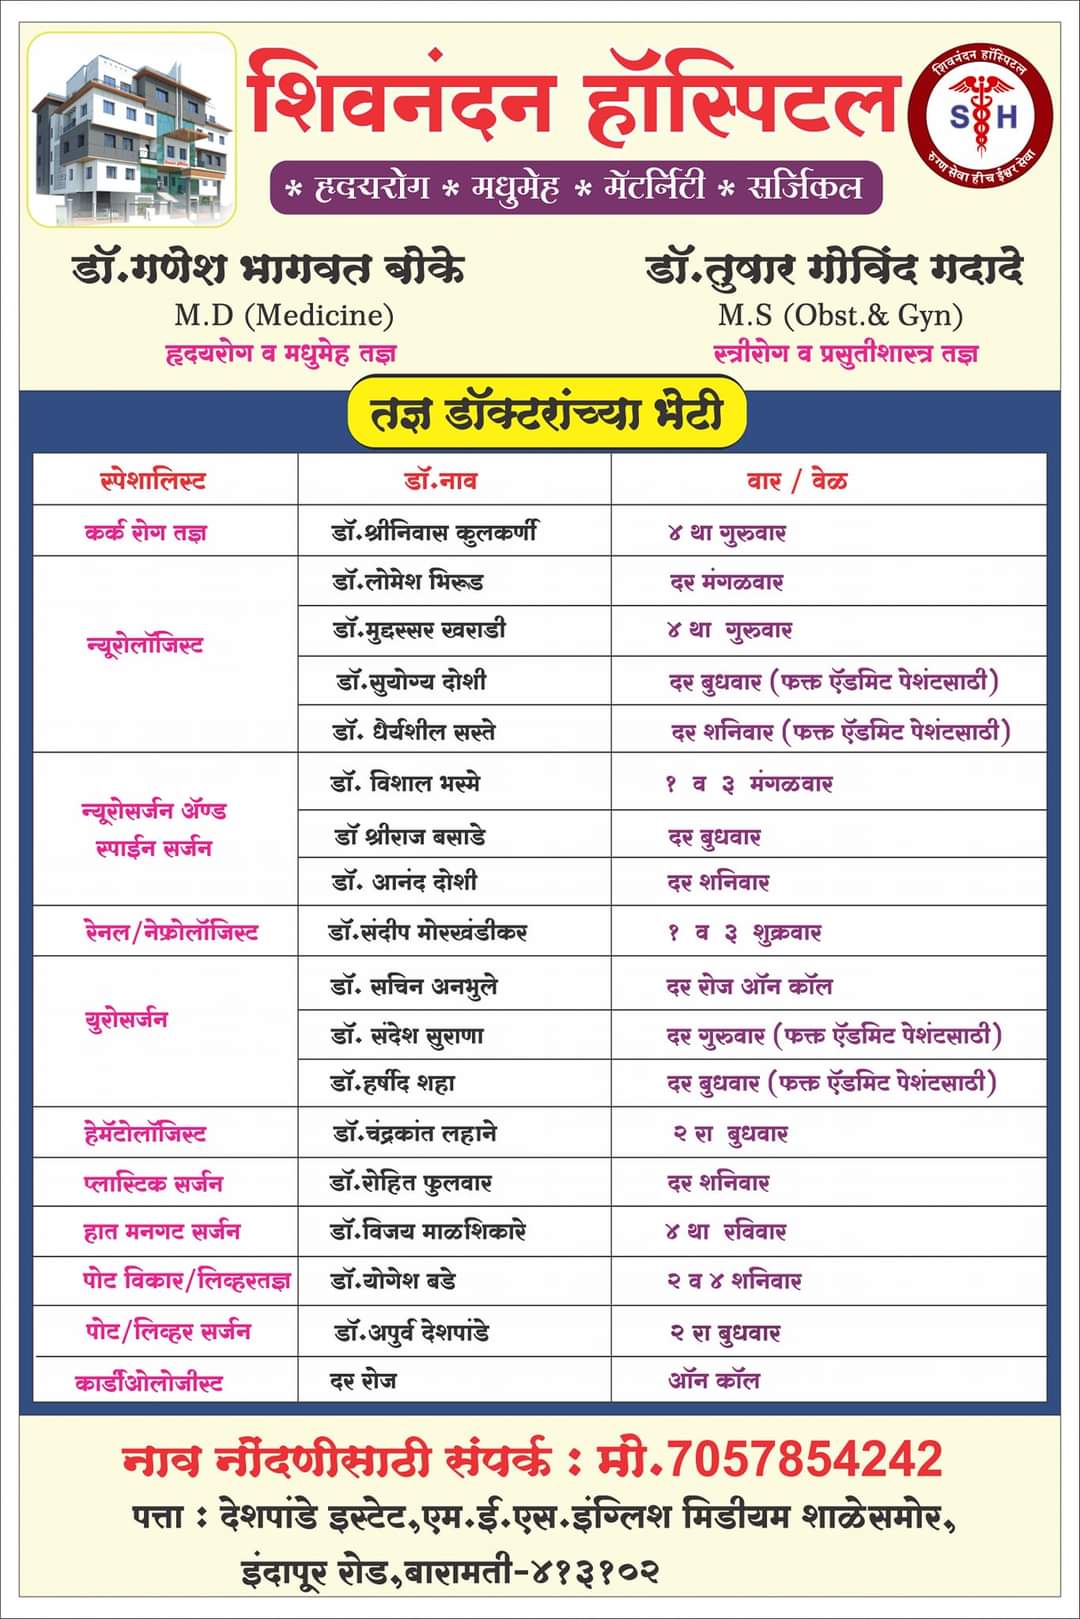 शिवनंदन हॉस्पिटल
* हृदयरोग * मधुमेह * मॅटर्निटी * सर्जिकल
शिवनंदन हॉस्पिटल
S H
रुग्ण सेवा हीच ईश्वर सेवा
डॉ.गणेश भागवत बोके
M.D (Medicine)
हृदयरोग व मधुमेह तज्ञ
डॉ.तुषार गोविंद गदादे
M.S (Obst.& Gyn)
स्त्रीरोग व प्रसुतीशास्त्र तज्ञ
तज्ञ डॉक्टरांच्या भेटी
स्पेशालिस्ट डॉ.नाव वार / वेळ
कर्क रोग तज्ञ डॉ.श्रीनिवास कुलकर्णी ४ था गुरुवार
न्यूरोलॉजिस्ट
डॉ.लोमेश भिरूड दर मंगळवार
डॉ.मुद्दस्सर खराडी ४ था गुरुवार
डॉ.सुयोग्य दोशी दर बुधवार (फक्त ऍडमिट पेशंटसाठी)
डॉ. धैर्यशील सस्ते दर शनिवार (फक्त ऍडमिट पेशंटसाठी)
न्यूरोसर्जन ॲण्ड
स्पाईन सर्जन
डॉ. विशाल भस्मे १ व ३ मंगळवार
डॉ श्रीराज बसाडे दर बुधवार
डॉ. आनंद दोशी दर शनिवार
रेनल/नेफ्रोलॉजिस्ट डॉ.संदीप मोरखंडीकर १ व ३ शुक्रवार
युरोसर्जन
डॉ. सचिन अनभुले दर रोज ऑन कॉल
डॉ. संदेश सुराणा दर गुरुवार (फक्त ऍडमिट पेशंटसाठी)
डॉ.हर्षीद शहा दर बुधवार (फक्त ऍडमिट पेशंटसाठी)
हेमॅटोलॉजिस्ट डॉ.चंद्रकांत लहाने २ रा बुधवार
प्लास्टिक सर्जन डॉ.रोहित फुलवार दर शनिवार
हात मनगट सर्जन डॉ.विजय माळशिकारे ४ था रविवार
पोट विकार/लिव्हरतज्ञ डॉ.योगेश बडे २ व ४ शनिवार
पोट/लिव्हर सर्जन डॉ.अपुर्व देशपांडे २ रा बुधवार
कार्डीओलोजीस्ट दर रोज ऑन कॉल
नाव नोंदणीसाठी संपर्क : मो.7057854242
पत्ता : देशपांडे इस्टेट,एम.ई.एस.इंग्लिश मिडीयम शाळेसमोर,
इंदापूर रोड,बारामती-४१३१०२